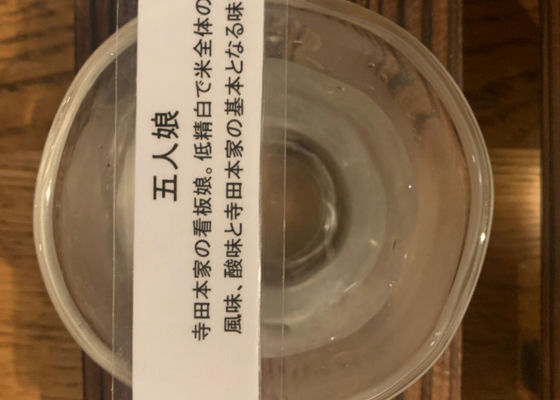 五人娘
寺田本家の看板娘。低精白で米全体の
風味、酸味と寺田本家の基本となる味